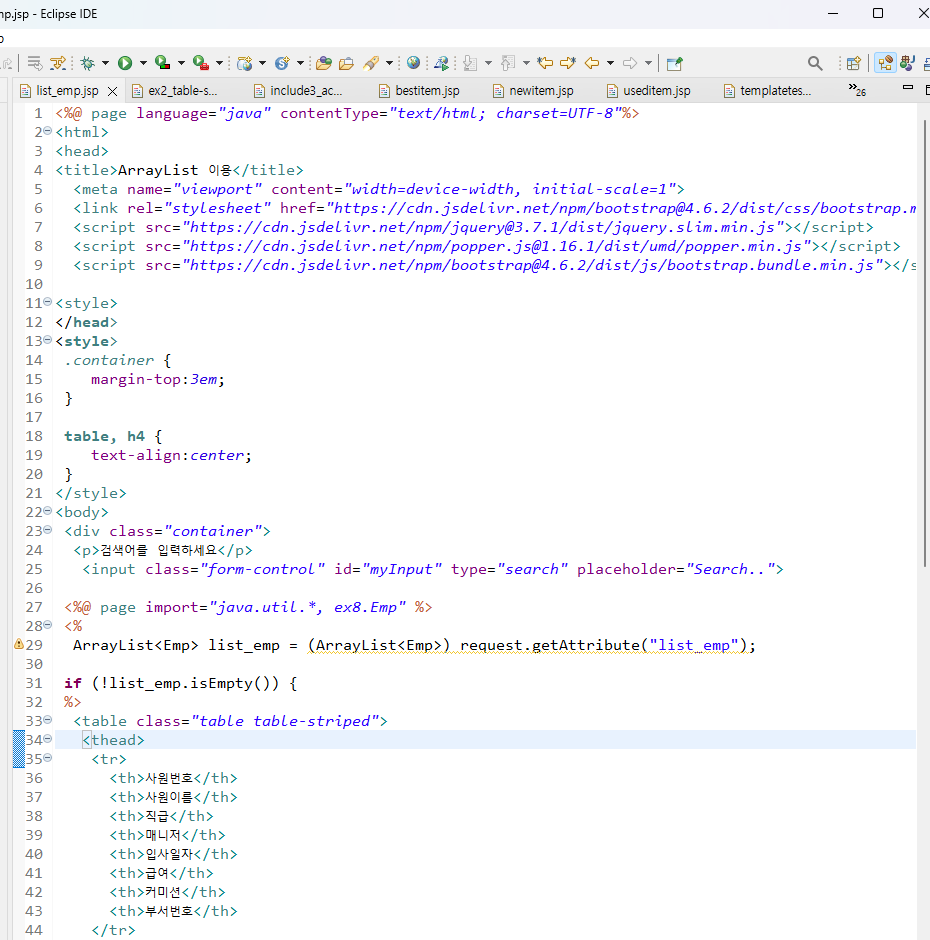 mp.jsp - Eclipse IDE
list_emp.jsp
ex2_table-s...
include3_ac...
bestitem.jsp
newitem.jsp
useditem.jsp
templatetes...
»26
1 <%@ page language="java" contentType="text/html; charset=UTF-8"%>
2 <html>
3 <head>
4 <title>ArrayList 이용</title>
5 <meta name="viewport" content="width=device-width, initial-scale=1">
6 <link rel="stylesheet" href="https://cdn.jsdelivr.net/npm/bootstrap@4.6.2/dist/css/bootstrap.m
7 <script src="https://cdn.jsdelivr.net/npm/jquery@3.7.1/dist/jquery.slim.min.js"></script>
8 <script src="https://cdn.jsdelivr.net/npm/popper.js@1.16.1/dist/umd/popper.min.js"></script>
9 <script src="https://cdn.jsdelivr.net/npm/bootstrap@4.6.2/dist/js/bootstrap.bundle.min.js"></s
10
11 <style>
12 </head>
13 <style>
14 .container {
15 margin-top:3em;
16 }
17
18 table, h4 {
19 text-align:center;
20 }
21 </style>
22 <body>
23 <div class="container">
24 <p>검색어를 입력하세요</p>
25 <input class="form-control" id="myInput" type="search" placeholder="Search..">
26
27 <%@ page import="java.util.*, ex8.Emp" %>
28 <%
29 ArrayList<Emp> list_emp = (ArrayList<Emp>) request.getAttribute("list_emp");
30
31 if (!list_emp.isEmpty()) {
32 %>
33 <table class="table table-striped">
34 <thead>
35 <tr>
36 <th>사원번호</th>
37 <th>사원이름</th>
38 <th>직급</th>
39 <th>매니저</th>
40 <th>입사일자</th>
41 <th>급여</th>
42 <th>커미션</th>
43 <th>부서번호</th>
44 </tr>